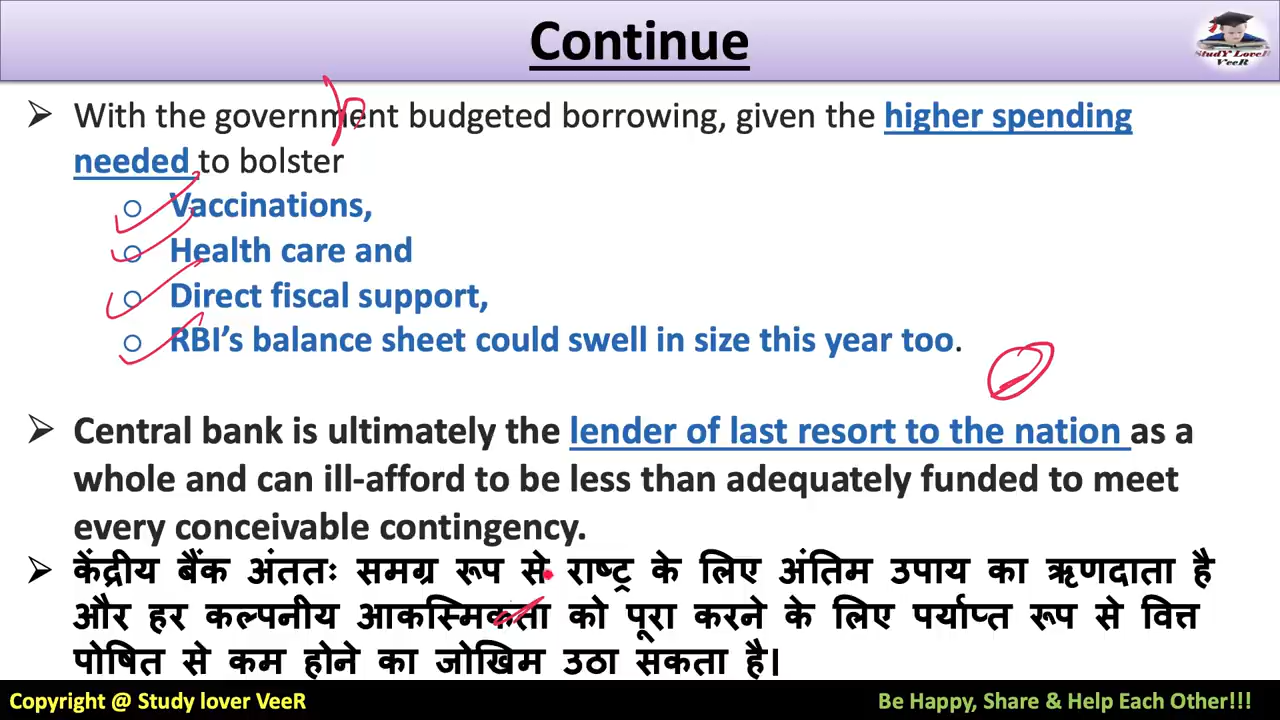 Continue
StudY LoveR
VeeR
➢ With the government budgeted borrowing, given the higher spending
needed to bolster
o Vaccinations,
o Health care and
o Direct fiscal support,
o RBI's balance sheet could swell in size this year too.
➢ Central bank is ultimately the lender of last resort to the nation as a
whole and can ill-afford to be less than adequately funded to meet
every conceivable contingency.
➢ केंद्रीय बैंक अंततः समग्र रूप से राष्ट्र के लिए अंतिम उपाय का ऋणदाता है
और हर कल्पनीय आकस्मिकता को पूरा करने के लिए पर्याप्त रूप से वित्त
पोषित से कम होने का जोखिम उठा सकता है।
Copyright @ Study lover VeeR
Be Happy, Share & Help Each Other!!!